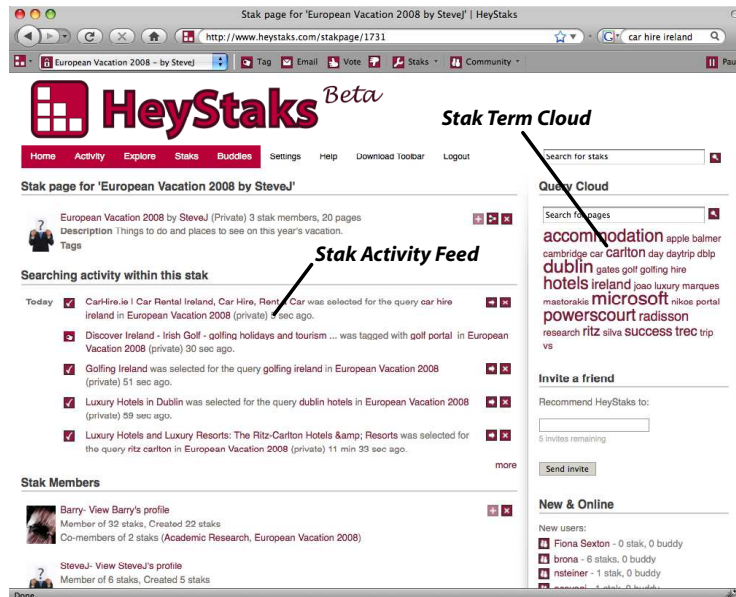 Stak page for 'European Vacation 2008 by SteveJ' | HeyStaks
http://www.heystaks.com/stakpage/1731
car hire ireland
European Vacation 2008 - by SteveJ
Tag Email Vote Staks Community Pau
HeyStaks Beta
Stak Term Cloud
Home Activity Explore Staks Buddies Settings Help Download Toolbar Logout
Search for staks
Stak page for 'European Vacation 2008 by SteveJ'
European Vacation 2008 by SteveJ (Private) 3 stak members, 20 pages
Description Things to do and places to see on this year's vacation.
Tags
Stak Activity Feed
Searching activity within this stak
Today CarHire.ie | Car Rental Ireland, Car Hire, Rent a Car was selected for the query car hire
ireland in European Vacation 2008 (private) 5 sec ago.
Discover Ireland - Irish Golf - golfing holidays and tourism ... was tagged with golf portal in European
Vacation 2008 (private) 30 sec ago.
Golfing Ireland was selected for the query golfing ireland in European Vacation 2008
(private) 51 sec ago.
Luxury Hotels in Dublin was selected for the query dublin hotels in European Vacation 2008
(private) 59 sec ago.
Luxury Hotels and Luxury Resorts: The Ritz-Carlton Hotels &amp; Resorts was selected for
the query ritz carlton in European Vacation 2008 (private) 11 min 33 sec ago.
more
Stak Members
Barry- View Barry's profile
Member of 32 staks, Created 22 staks
Co-members of 2 staks (Academic Research, European Vacation 2008)
SteveJ- View SteveJ's profile
Member of 6 staks, Created 5 staks
Query Cloud
Search for pages
accommodation apple balmer
cambridge car carlton day daytrip dblp
dublin gates golf golfing hire
hotels ireland joao luxury marques
mastorakis microsoft nikos portal
powerscourt radisson
research ritz silva success trec trip
vs
Invite a friend
Recommend HeyStaks to:
5 invites remaining
Send invite
New & Online
New users:
Fiona Sexton - 0 stak, 0 buddy
brona - 6 staks, 0 buddy
nsteiner - 1 stak, 0 buddy
Done